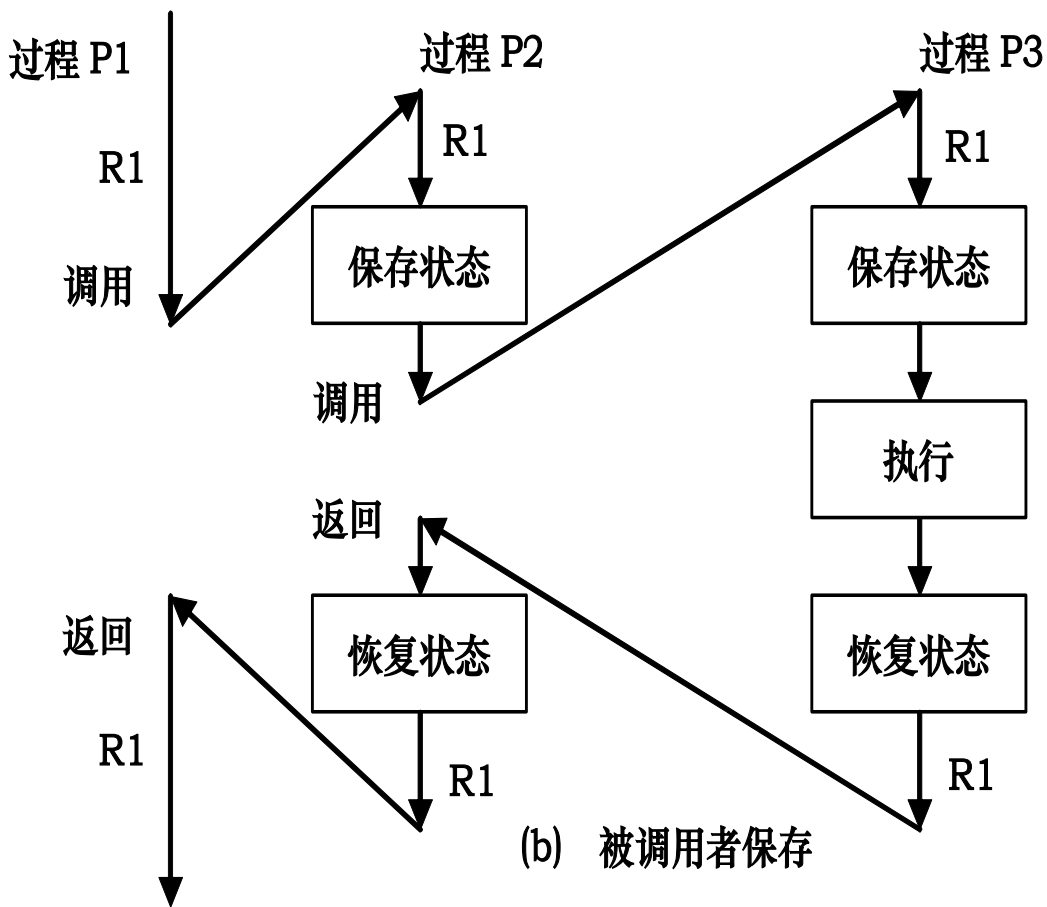 过程 P1
过程 P2
过程 P3
R1
R1
R1
调用
保存状态
保存状态
调用
执行
返回
返回
恢复状态
恢复状态
R1
R1
R1
(b) 被调用者保存